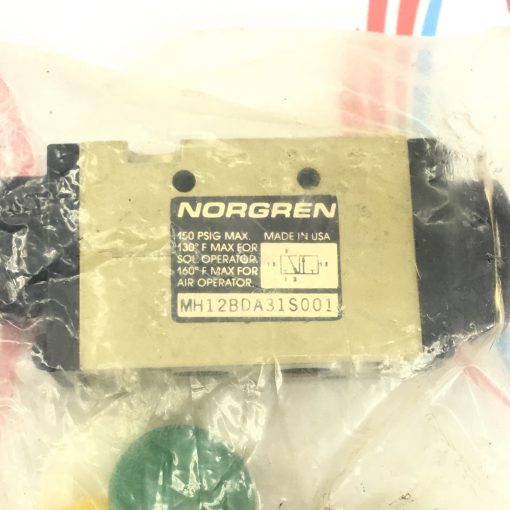 NORGREN
150 PSIG MAX. MADE IN USA
130° F MAX FOR
SOL OPERATOR.
160° F. MAX FOR
AIR OPERATOR.
MH12BDA31S001